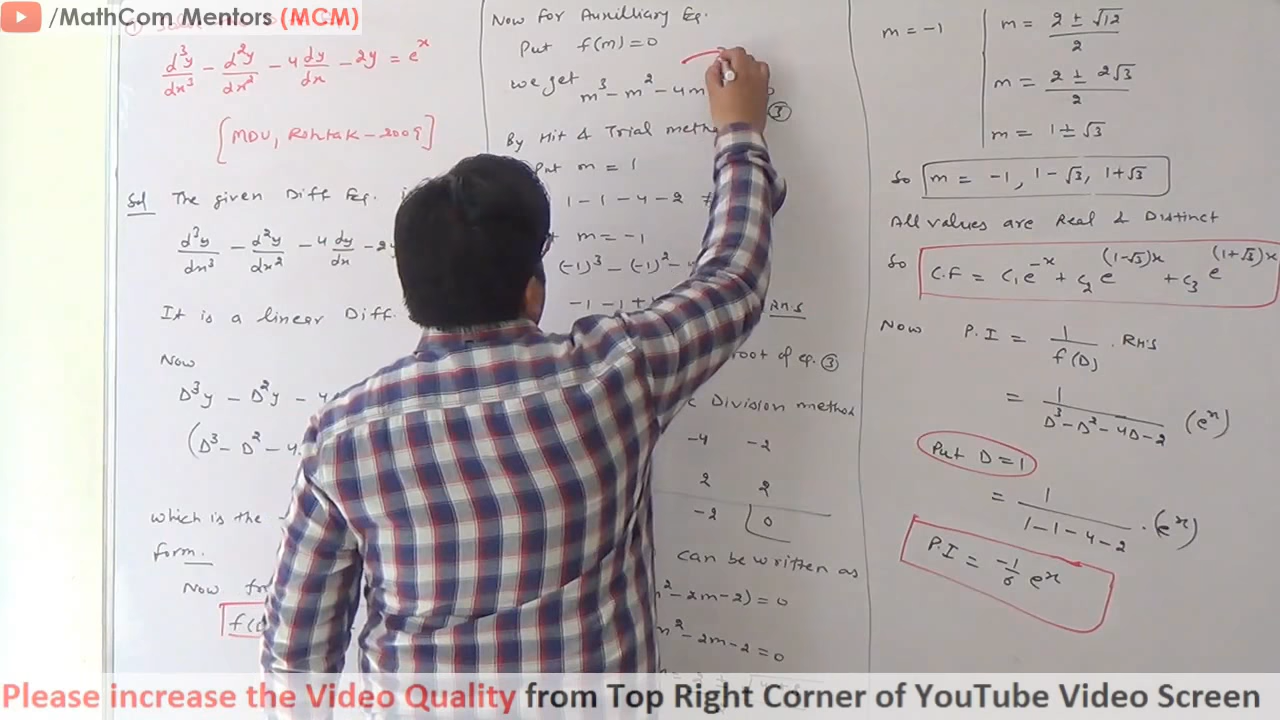 /MathCom Mentors (MCM)
d³y/dx³ - d²y/dx² - 4 dy/dx - 2y = e^x
[MDU, Rohtak - 2009]
Sol The given Diff Eq.
d³y/dx³ - d²y/dx² - 4 dy/dx - 2y
It is a linear Diff.
Now
D³y - D²y - 4
(D³ - D² - 4
which is the
form.
Now
f(D
Now for Auxilliary Eq.
Put f(m) = 0
we get m³ - m² - 4m 0
③
By Hit & Trial method
Put m = 1
1 - 1 - 4 - 2 ≠
m = -1
(-1)³ - (-1)² - 4
-1 - 1 + R.H.S
root of eq. ③
Division method
-4 -2
2 2
-2 0
can be written as
m² - 2m - 2) = 0
m² - 2m - 2 = 0
m = -1
m = (2 ± √12)/2
m = (2 ± 2√3)/2
m = 1 ± √3
So m = -1, 1-√3, 1+√3
All values are Real & Distinct
So C.F = c₁e^-x + c₂e^(1-√3)x + c₃e^(1+√3)x
Now P.I = 1/f(D) . RHS
= 1/(D³ - D² - 4D - 2) (e^x)
Put D = 1
= 1/(1 - 1 - 4 - 2) . (e^x)
P.I = -1/6 e^x
Please increase the Video Quality from Top Right Corner of YouTube Video Screen